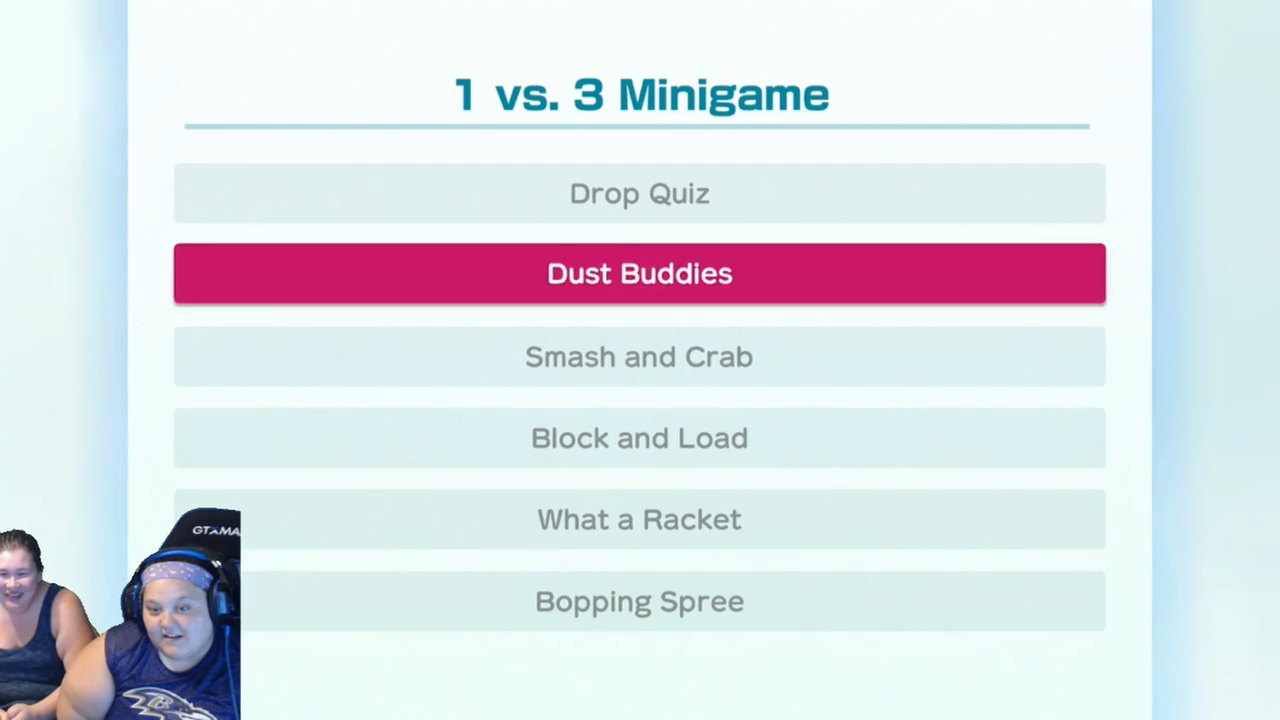 1 vs. 3 Minigame
Drop Quiz
Dust Buddies
Smash and Crab
Block and Load
What a Racket
Bopping Spree